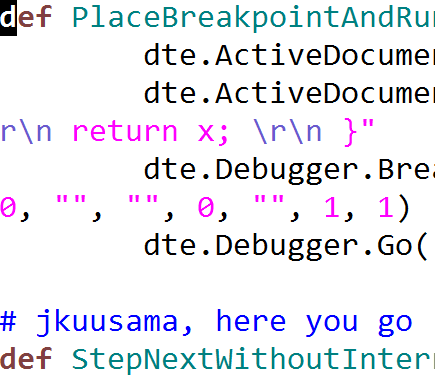 def PlaceBreakpointAndRu
dte.ActiveDocume
dte.ActiveDocume
r\n return x; \r\n }"
dte.Debugger.Brea
0, "", "", 0, "", 1, 1)
dte.Debugger.Go(

# jkuusama, here you go
def StepNextWithoutInter